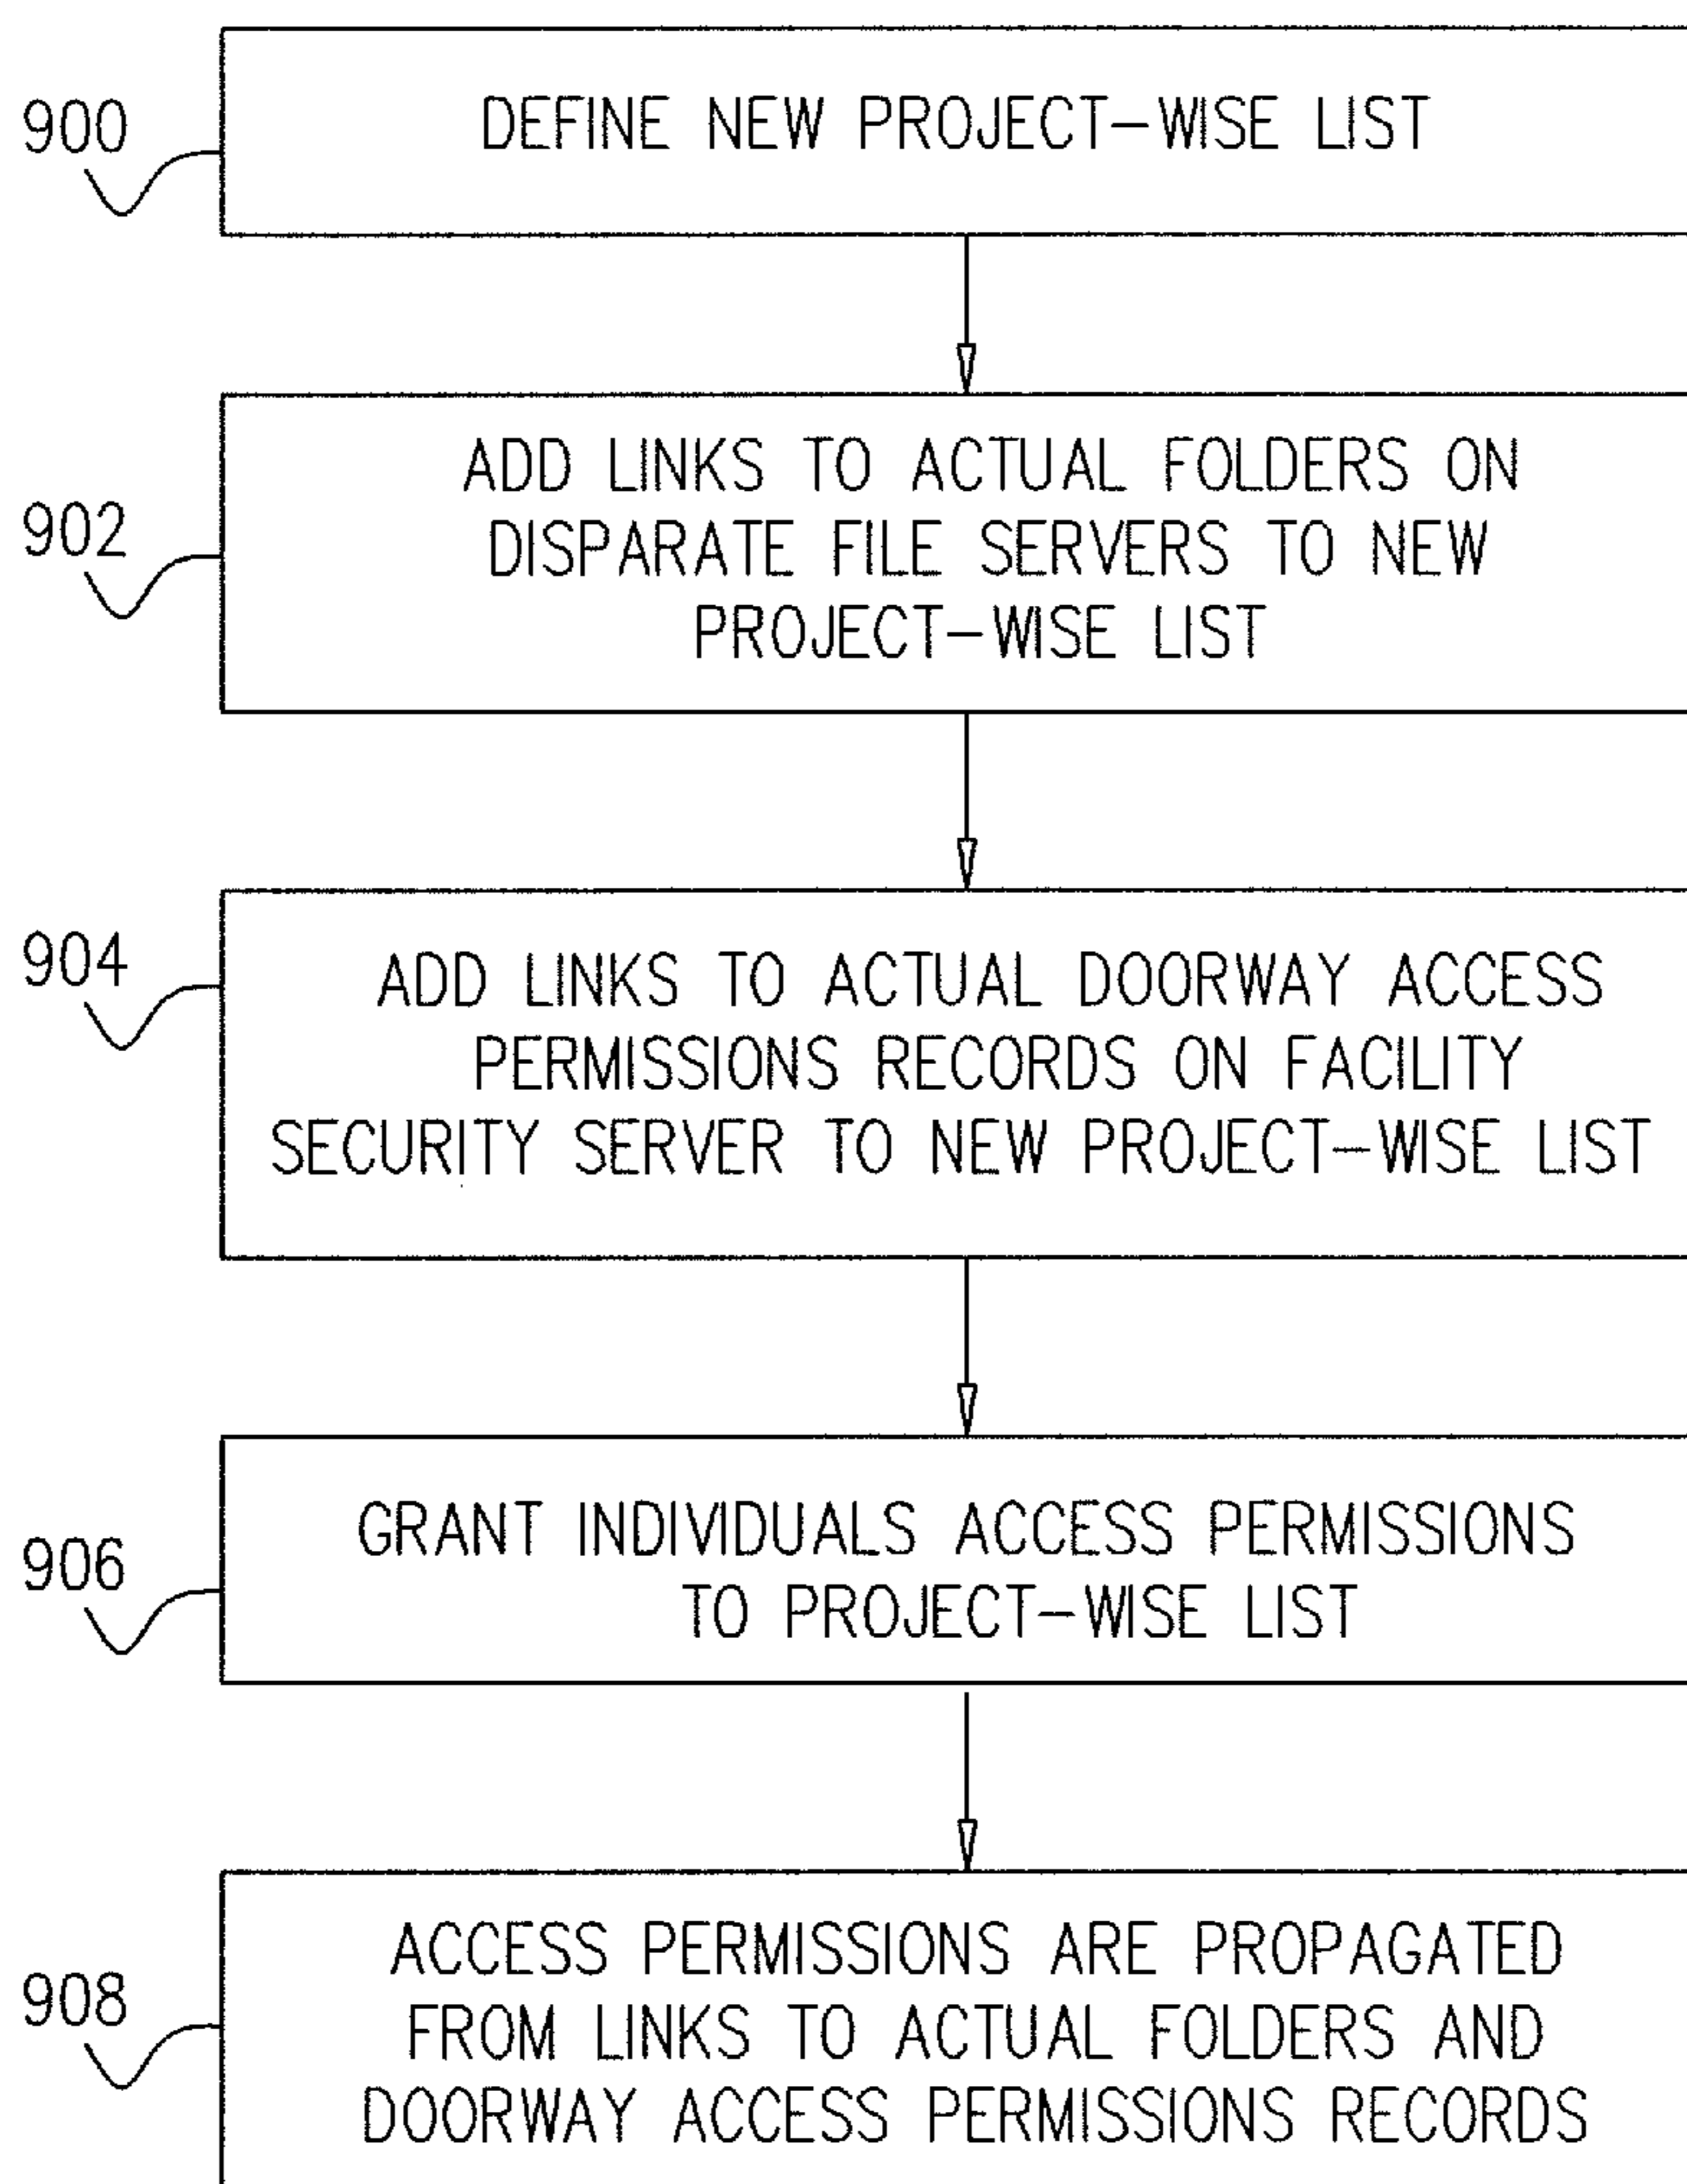 900
DEFINE NEW PROJECT-WISE LIST
902
ADD LINKS TO ACTUAL FOLDERS ON
DISPARATE FILE SERVERS TO NEW
PROJECT-WISE LIST
904
ADD LINKS TO ACTUAL DOORWAY ACCESS
PERMISSIONS RECORDS ON FACILITY
SECURITY SERVER TO NEW PROJECT-WISE LIST
906
GRANT INDIVIDUALS ACCESS PERMISSIONS
TO PROJECT-WISE LIST
908
ACCESS PERMISSIONS ARE PROPAGATED
FROM LINKS TO ACTUAL FOLDERS AND
DOORWAY ACCESS PERMISSIONS RECORDS